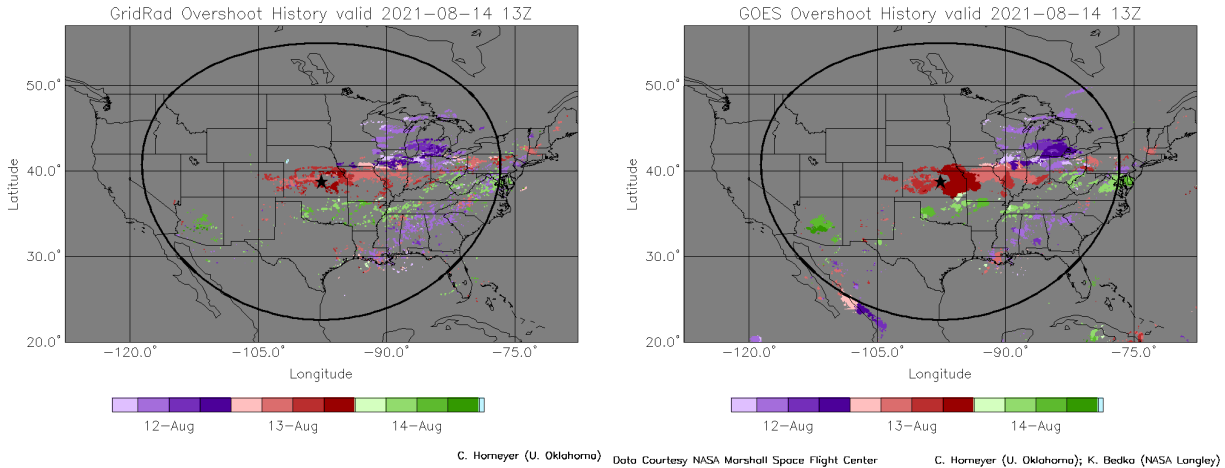 GridRad Overshoot History valid 2021-08-14 13Z
50.0°
40.0°
30.0°
20.0°
Latitude
-120.0°
-105.0°
-90.0°
-75.0°
Longitude
12-Aug
13-Aug
14-Aug
C. Homeyer (U. Oklahoma)
GOES Overshoot History valid 2021-08-14 13Z
50.0°
40.0°
30.0°
20.0°
Latitude
-120.0°
-105.0°
-90.0°
-75.0°
Longitude
12-Aug
13-Aug
14-Aug
Data Courtesy NASA Marshall Space Flight Center
C. Homeyer (U. Oklahoma); K. Bedka (NASA Langley)